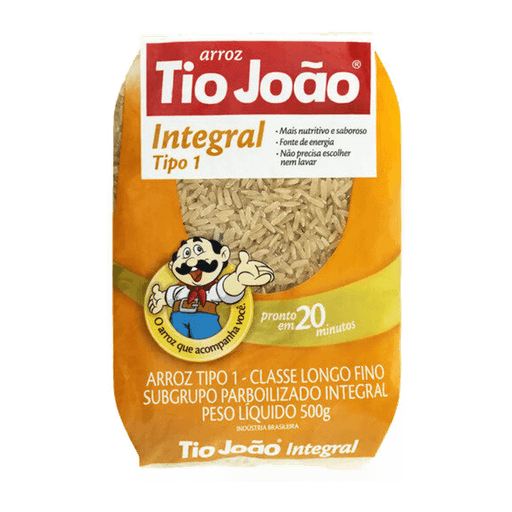 arroz
Tio João®
Integral
Tipo 1
• Mais nutritivo e saboroso
• Fonte de energia
• Não precisa escolher
nem lavar
O arroz que acompanha você.
pronto
em 20
minutos
ARROZ TIPO 1 - CLASSE LONGO FINO
SUBGRUPO PARBOILIZADO INTEGRAL
PESO LÍQUIDO 500g
INDÚSTRIA BRASILEIRA
Tio João Integral